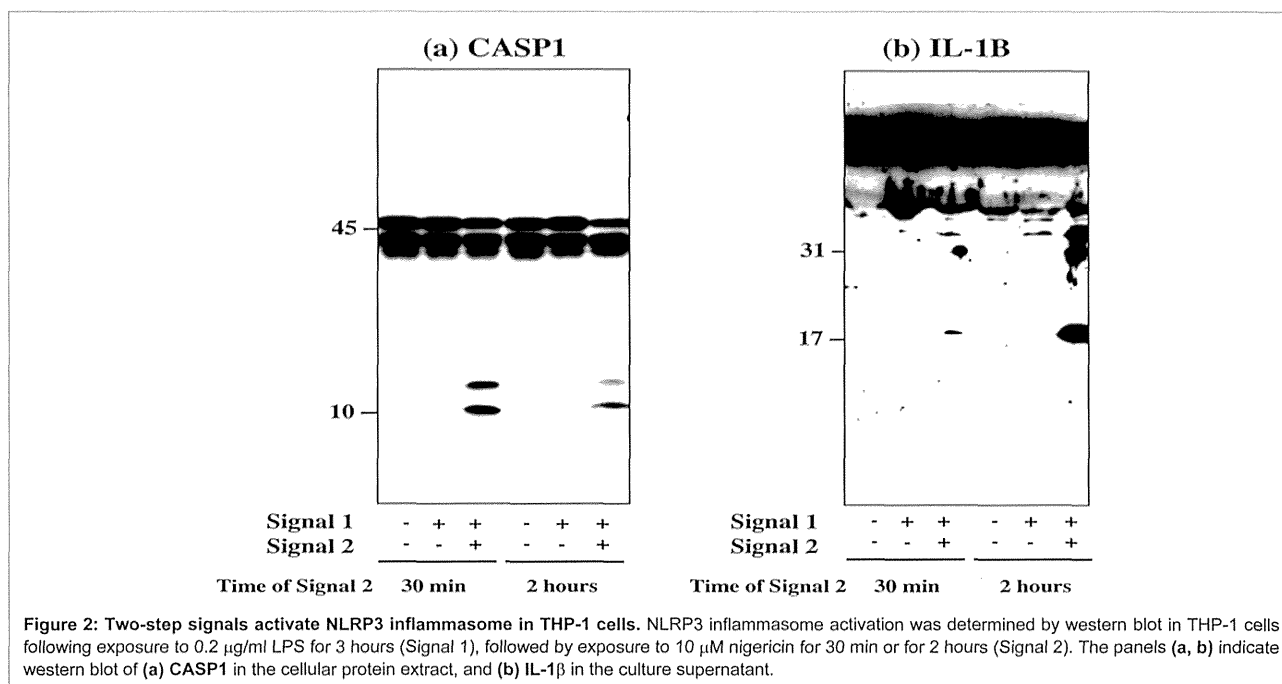 (a) CASP1
(b) IL-1B
45
10
31
17
Signal 1 - + + - + +
Signal 2 - - + - - +
Time of Signal 2 30 min 2 hours
Signal 1 - + + - + +
Signal 2 - - + - - +
Time of Signal 2 30 min 2 hours
Figure 2: Two-step signals activate NLRP3 inflammasome in THP-1 cells. NLRP3 inflammasome activation was determined by western blot in THP-1 cells
following exposure to 0.2 μg/ml LPS for 3 hours (Signal 1), followed by exposure to 10 μM nigericin for 30 min or for 2 hours (Signal 2). The panels (a, b) indicate
western blot of (a) CASP1 in the cellular protein extract, and (b) IL-1β in the culture supernatant.